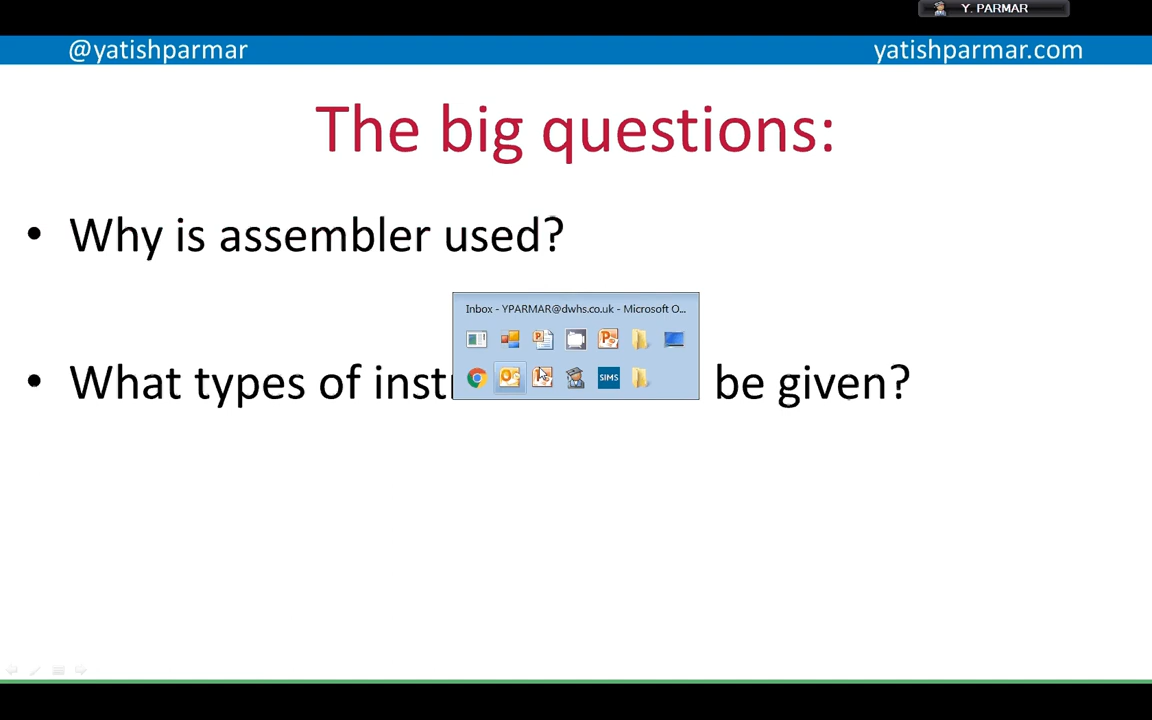 Y. PARMAR
@yatishparmar yatishparmar.com
The big questions:
• Why is assembler used?
Inbox - YPARMAR@dwhs.co.uk - Microsoft O...
• What types of inst be given?
SIMS